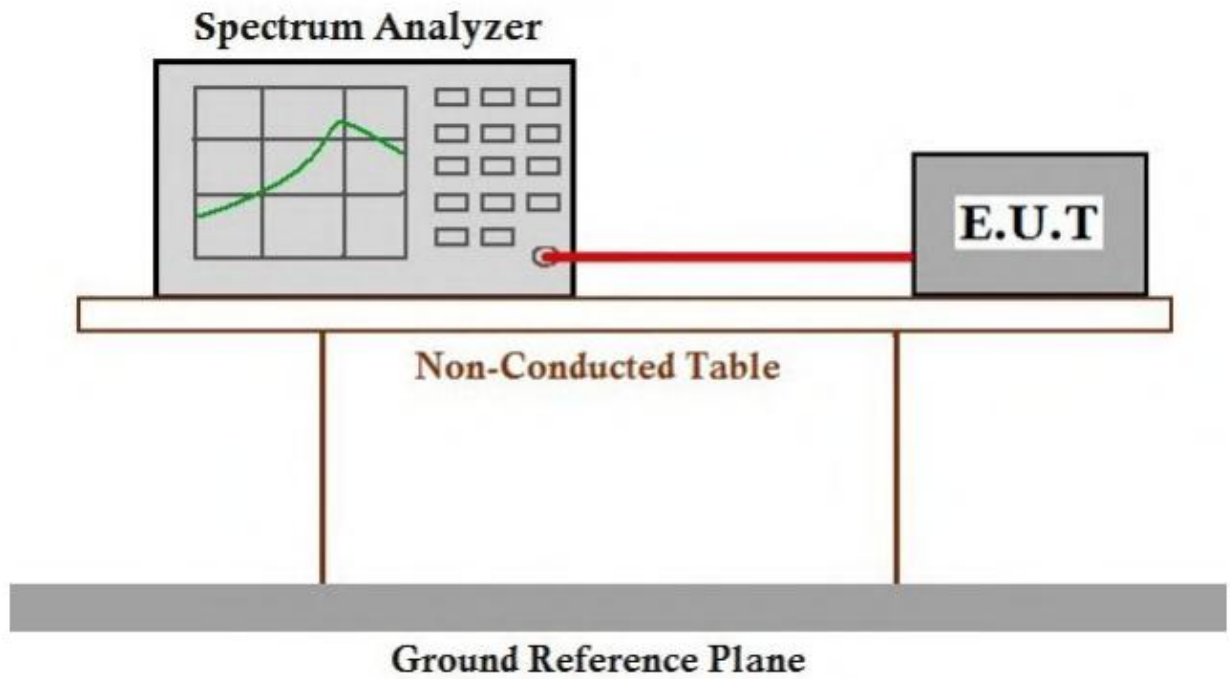 Spectrum Analyzer
E.U.T
Non-Conducted Table
Ground Reference Plane